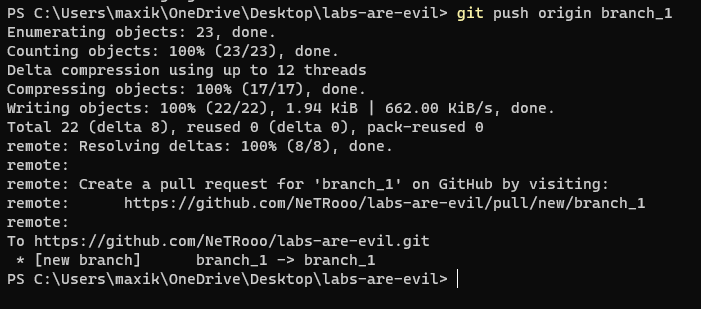 PS C:\Users\maxik\OneDrive\Desktop\labs-are-evil> git push origin branch_1
Enumerating objects: 23, done.
Counting objects: 100% (23/23), done.
Delta compression using up to 12 threads
Compressing objects: 100% (17/17), done.
Writing objects: 100% (22/22), 1.94 KiB | 662.00 KiB/s, done.
Total 22 (delta 8), reused 0 (delta 0), pack-reused 0
remote: Resolving deltas: 100% (8/8), done.
remote:
remote: Create a pull request for 'branch_1' on GitHub by visiting:
remote:      https://github.com/NeTRooo/labs-are-evil/pull/new/branch_1
remote:
To https://github.com/NeTRooo/labs-are-evil.git
 * [new branch]      branch_1 -> branch_1
PS C:\Users\maxik\OneDrive\Desktop\labs-are-evil>